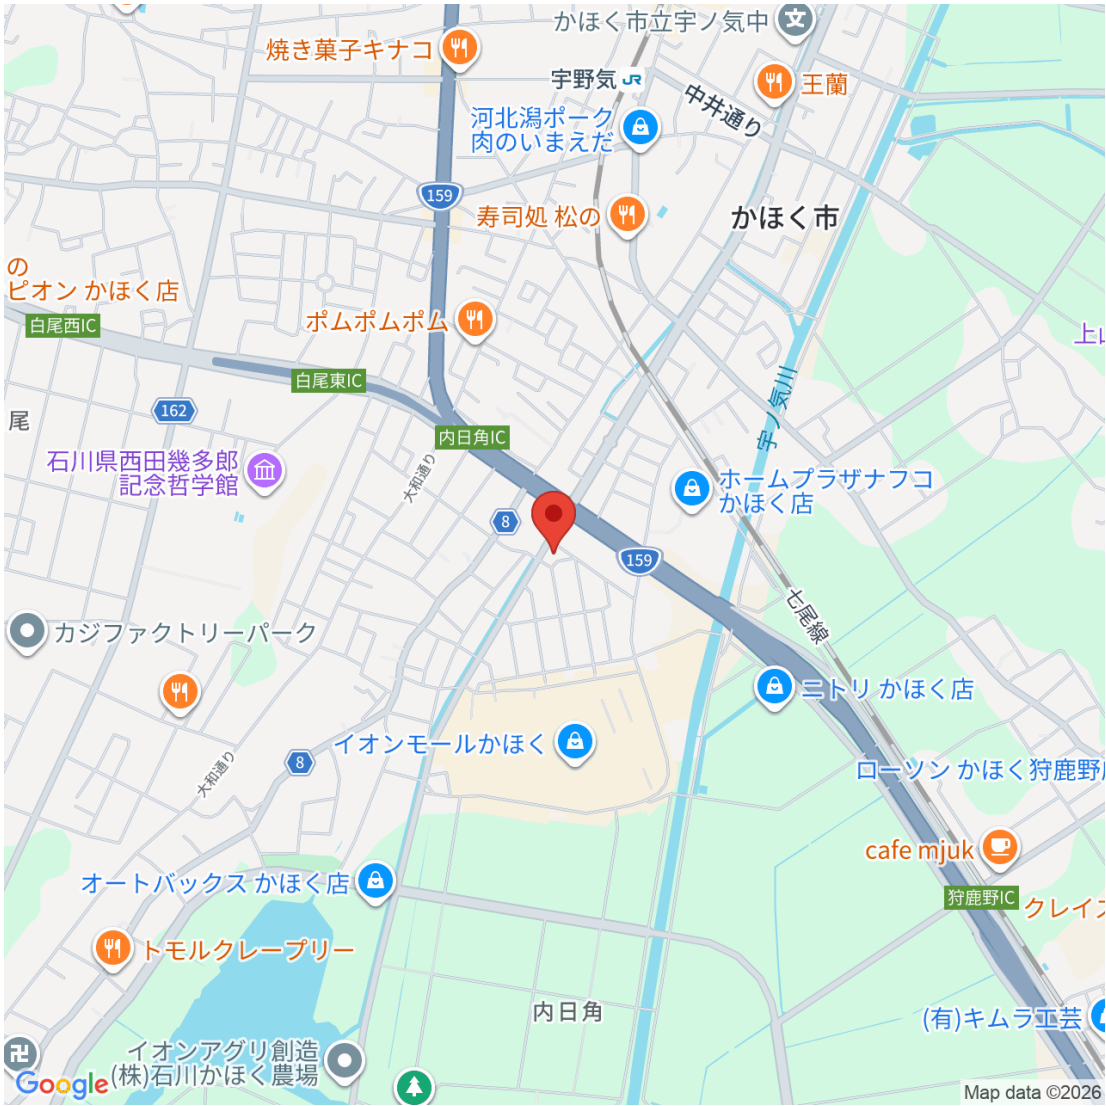 かほく市立宇ノ気中
焼き菓子キナコ
宇野気 JR
王蘭
中井通り
河北潟ポーク
肉のいまえだ
159
寿司処 松の
かほく市
の
ピオン かほく店
白尾西IC
ポムポムポム
上山
白尾東IC
162
尾
内日角IC
宇ノ気川
石川県西田幾多郎
記念哲学館
大和通り
ホームプラザナフコ
かほく店
8
159
七尾線
カジファクトリーパーク
ニトリ かほく店
イオンモールかほく
8
大和通り
ローソン かほく狩鹿野
cafe mjuk
オートバックス かほく店
狩鹿野IC
クレイ
トモルクレープリー
内日角
(有)キムラ工芸
イオンアグリ創造
(株)石川かほく農場
Google
Map data ©2026